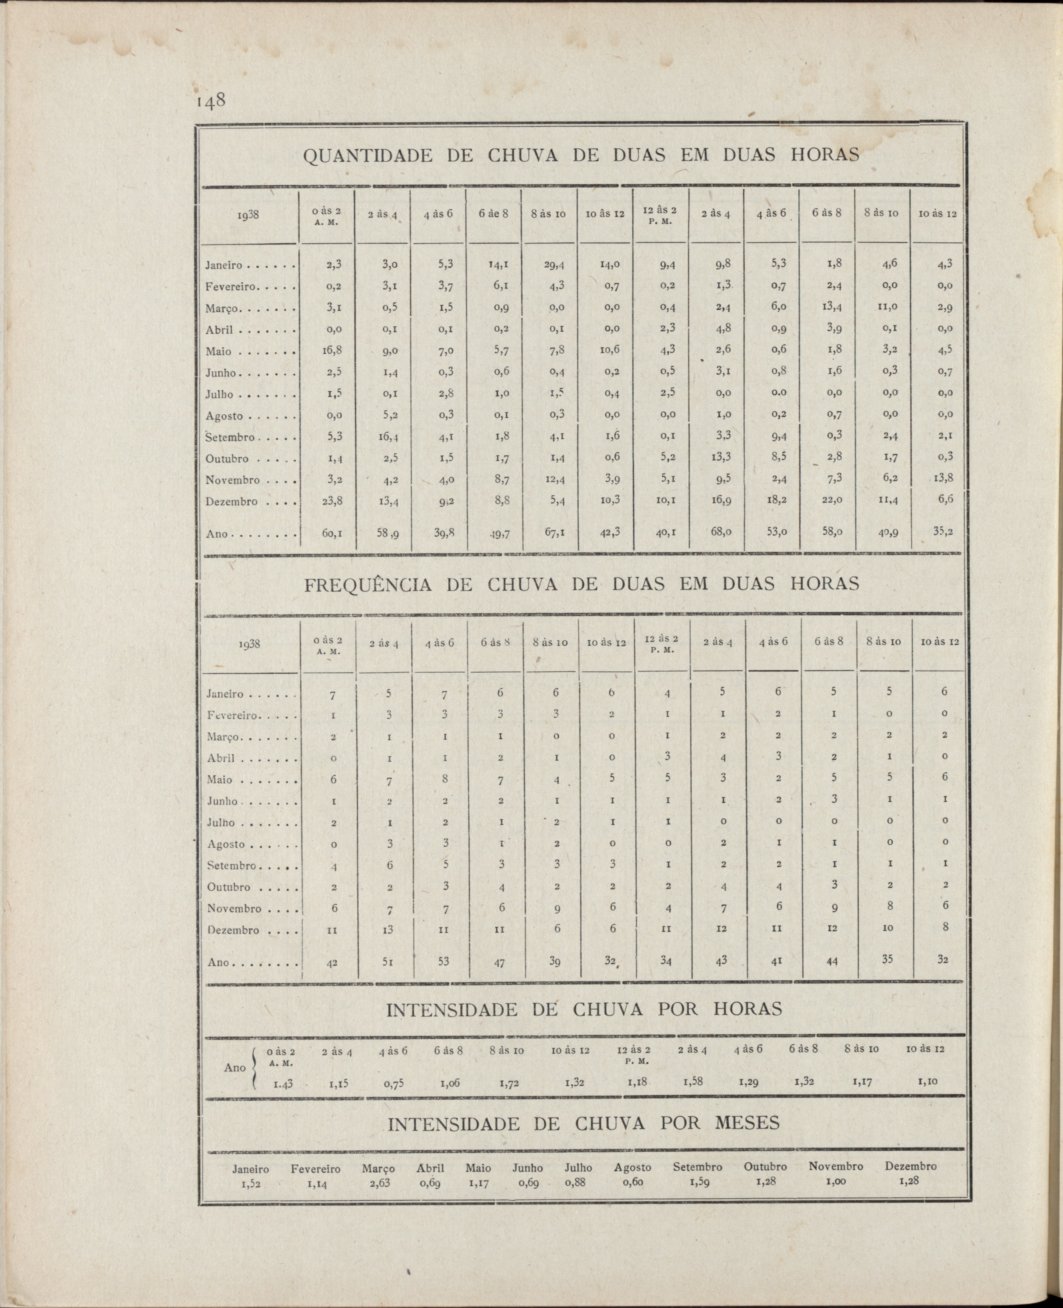 148
QUANTIDADE DE CHUVA DE DUAS EM DUAS HORAS
1938 0 às 2 A. M. 2 às 4 4 às 6 6 àe 8 8 às 10 10 âs 12 12 âs 2 P. M. 2 às 4 4 às 6 6 às 8 8 às 10 10 às 12
Janeiro . . . . . . 2,3 3,0 5,3 14,1 29,4 14,0 9,4 9,8 5,3 1,8 4,6 4,3
Fevereiro. . . . . 0,2 3,1 3,7 6,1 4,3 0,7 0,2 1,3 0,7 2,4 0,0 0,0
Março. . . . . . . 3,1 0,5 1,5 0,9 0,0 0,0 0,4 2,4 6,0 13,4 11,0 2,9
Abril . . . . . . . 0,0 0,1 0,1 0,2 0,1 0,0 2,3 4,8 0,9 3,9 0,1 0,0
Maio . . . . . . . 16,8 9,0 7,0 5,7 7,8 10,6 4,3 2,6 0,6 1,8 3,2 4,5
Junho. . . . . . . 2,5 1,4 0,3 0,6 0,4 0,2 0,5 3,1 0,8 1,6 0,3 0,7
Julho . . . . . . . 1,5 0,1 2,8 1,0 1,5 0,4 2,5 0,0 0.0 0,0 0,0 0,0
Agosto . . . . . . 0,0 5,2 0,3 0,1 0,3 0,0 0,0 1,0 0,2 0,7 0,0 0,0
Setembro. . . . . 5,3 16,4 4,1 1,8 4,1 1,6 0,1 3,3 9,4 0,3 2,4 2,1
Outubro . . . . . 1,4 2,5 1,5 1,7 1,4 0,6 5,2 13,3 8,5 2,8 1,7 0,3
Novembro . . . . 3,2 4,2 4,0 8,7 12,4 3,9 5,1 9,5 2,4 7,3 6,2 13,8
Dezembro . . . . 23,8 13,4 9,2 8,8 5,4 10,3 10,1 16,9 18,2 22,0 11,4 6,6
Ano . . . . . . . . 60,1 58,9 39,8 49,7 67,1 42,3 40,1 68,0 53,0 58,0 40,9 35,2
FREQUÊNCIA DE CHUVA DE DUAS EM DUAS HORAS
1938 0 às 2 A. M. 2 ás 4 4 às 6 6 às 8 8 às 10 10 às 12 12 às 2 P. M. 2 às 4 4 às 6 6 às 8 8 às 10 10 às 12
Janeiro . . . . . . 7 5 7 6 6 6 4 5 6 5 5 6
Fevereiro. . . . . 1 3 3 3 3 2 1 1 2 1 0 0
Março. . . . . . . 2 1 1 1 0 0 1 2 2 2 2 2
Abril . . . . . . . 0 1 1 2 1 0 3 4 3 2 1 0
Maio . . . . . . . 6 7 8 7 4 5 5 3 2 5 5 6
Junho . . . . . . . 1 2 2 2 1 1 1 1 2 3 1 1
Julho . . . . . . . 2 1 2 1 2 1 1 0 0 0 0 0
Agosto . . . . . . 0 3 3 1 2 0 0 2 1 1 0 0
Setembro . . . . . 4 6 5 3 3 3 1 2 2 1 1 1
Outubro . . . . . 2 2 3 4 2 2 2 4 4 3 2 2
Novembro . . . . 6 7 7 6 9 6 4 7 6 9 8 6
Dezembro . . . . 11 13 11 11 6 6 11 12 11 12 10 8
Ano . . . . . . . . 42 51 53 47 39 32 34 43 41 44 35 32
INTENSIDADE DE CHUVA POR HORAS
0 às 2 2 às 4 4 às 6 6 às 8 8 às 10 10 às 12 12 às 2 2 às 4 4 às 6 6 às 8 8 às 10 10 às 12
Ano A. M. P. M.
1.43 1,15 0,75 1,06 1,72 1,32 1,18 1,58 1,29 1,32 1,17 1,10
INTENSIDADE DE CHUVA POR MESES
Janeiro Fevereiro Março Abril Maio Junho Julho Agosto Setembro Outubro Novembro Dezembro
1,52 1,14 2,63 0,69 1,17 0,69 0,88 0,60 1,59 1,28 1,00 1,28